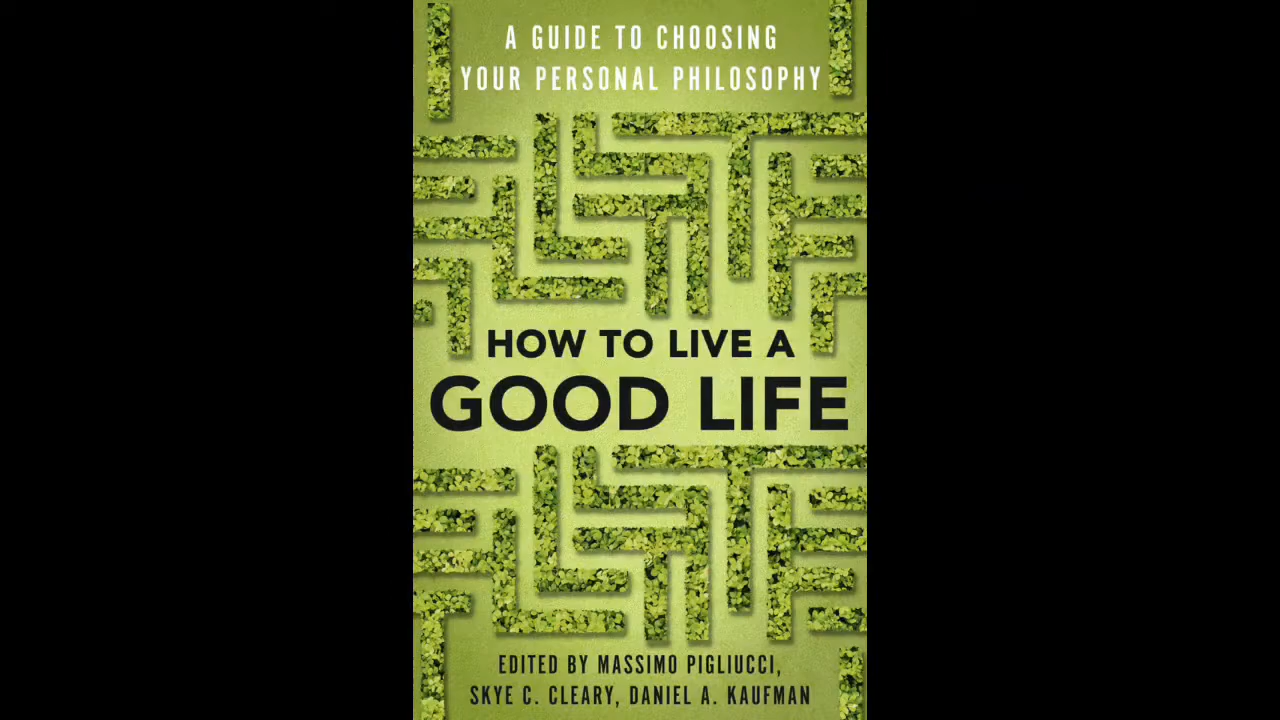 A GUIDE TO CHOOSING
YOUR PERSONAL PHILOSOPHY
HOW TO LIVE A
GOOD LIFE
EDITED BY MASSIMO PIGLIUCCI,
SKYE C. CLEARY, DANIEL A. KAUFMAN